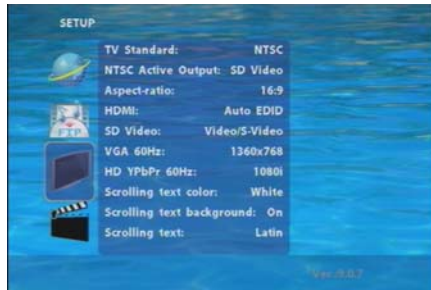 SETUP
TV Standard: NTSC
NTSC Active Output: SD Video
Aspect-ratio: 16:9
HDMI: Auto EDID
SD Video: Video/S-Video
VGA 60Hz: 1360x768
HD YPbPr 60Hz: 1080i
Scrolling text color: White
Scrolling text background: On
Scrolling text: Latin
FTP